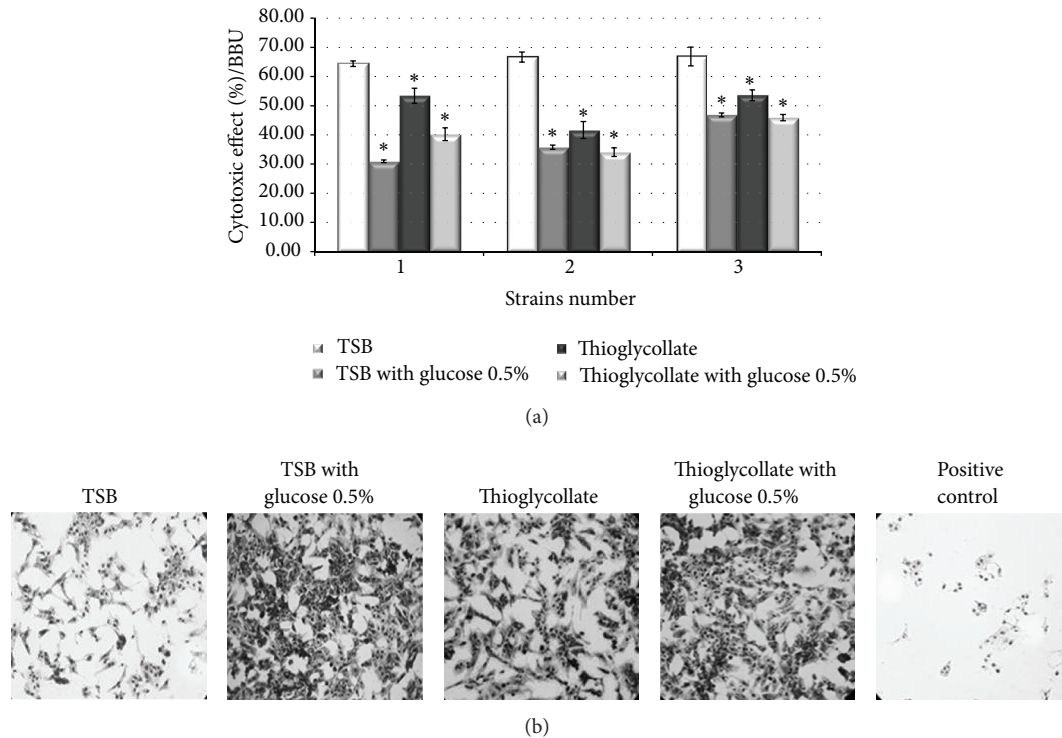 (a)
80.00
70.00
60.00
50.00
40.00
30.00
20.00
10.00
0.00
Cytotoxic effect (%)/BBU
*
*
*
*
*
*
*
*
*
1
2
3
Strains number
TSB
Thioglycollate
TSB with glucose 0.5%
Thioglycollate with glucose 0.5%
(a)
TSB
TSB with
glucose 0.5%
Thioglycollate
Thioglycollate with
glucose 0.5%
Positive
control
(b)